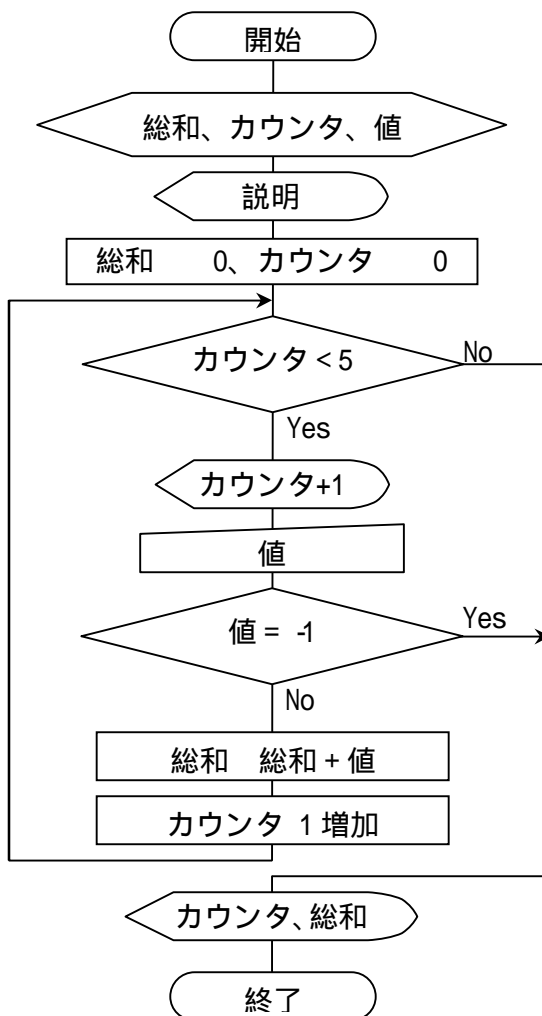 開始
総和、カウンタ、値
説明
総和 0、カウンタ 0
カウンタ < 5
No
Yes
カウンタ+1
値
値 = -1
Yes
No
総和 総和 + 値
カウンタ 1 増加
カウンタ、総和
終了